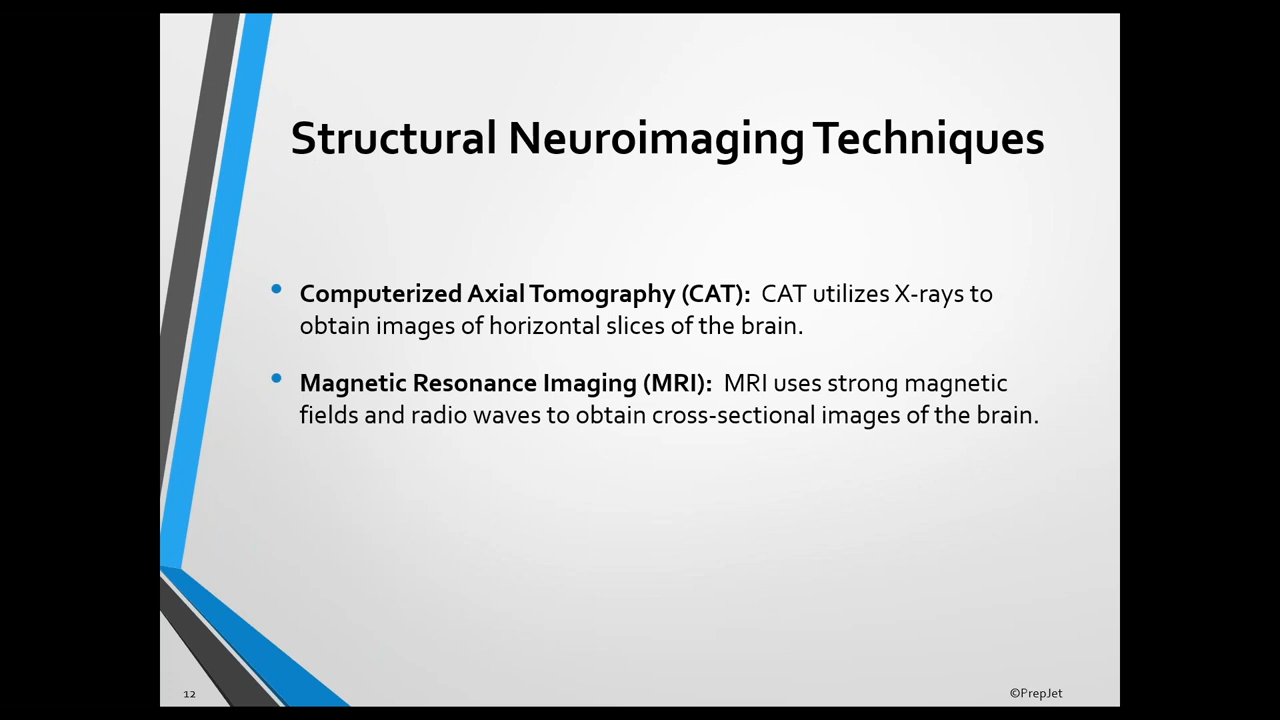 Structural Neuroimaging Techniques
• Computerized Axial Tomography (CAT): CAT utilizes X-rays to
obtain images of horizontal slices of the brain.
• Magnetic Resonance Imaging (MRI): MRI uses strong magnetic
fields and radio waves to obtain cross-sectional images of the brain.
12
©PrepJet